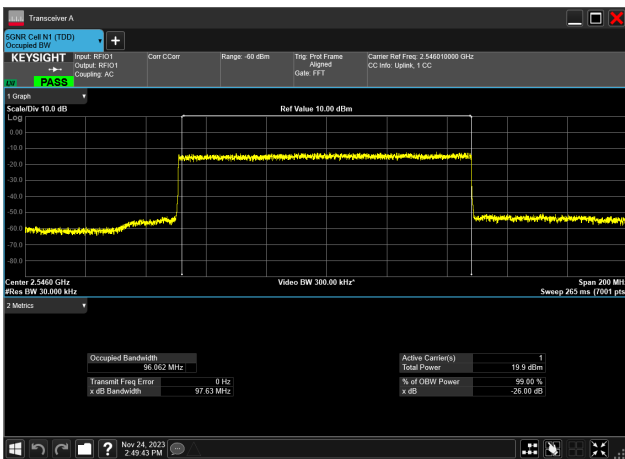 Transceiver A
5GNR Cell N1 (TDD)
Occupied BW
KEYSIGHT
PASS
Input: RFIO1
Output: RFIO1
Coupling: AC
Corr CCorr
Range: -60 dBm
Trig: Prot Frame
Aligned
Gate: FFT
Carrier Ref Freq: 2.546010000 GHz
CC Info: Uplink, 1 CC
1 Graph
Scale/Div 10.0 dB
Ref Value 10.00 dBm
Log
0.00
-10.0
-20.0
-30.0
-40.0
-50.0
-60.0
-70.0
-80.0
Center 2.5460 GHz
#Res BW 30.000 kHz
Video BW 300.00 kHz*
Span 200 MHz
Sweep 265 ms (7001 pts
2 Metrics
Occupied Bandwidth
96.062 MHz
Transmit Freq Error 0 Hz
x dB Bandwidth 97.63 MHz
Active Carrier(s) 1
Total Power 19.9 dBm
% of OBW Power 99.00 %
x dB -26.00 dB
?
Nov 24, 2023
2:49:43 PM